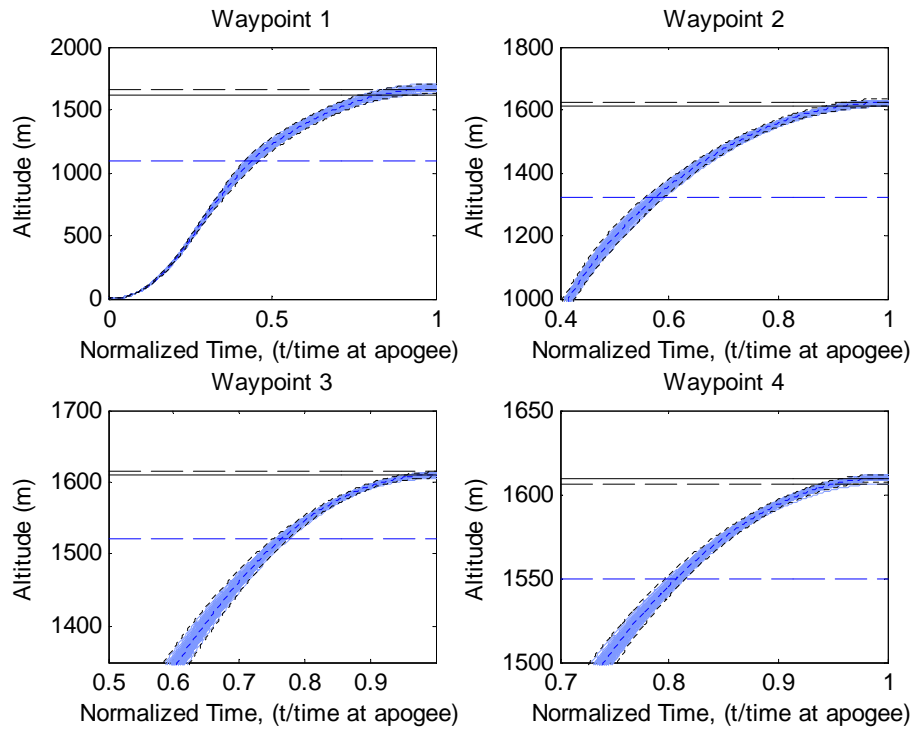 Waypoint 1
2000
1500
1000
500
0
0 0.5 1
Altitude (m)
Normalized Time, (t/time at apogee)
Waypoint 2
1800
1600
1400
1200
1000
0.4 0.6 0.8 1
Altitude (m)
Normalized Time, (t/time at apogee)
Waypoint 3
1700
1600
1500
1400
0.5 0.6 0.7 0.8 0.9
Altitude (m)
Normalized Time, (t/time at apogee)
Waypoint 4
1650
1600
1550
1500
0.7 0.8 0.9 1
Altitude (m)
Normalized Time, (t/time at apogee)